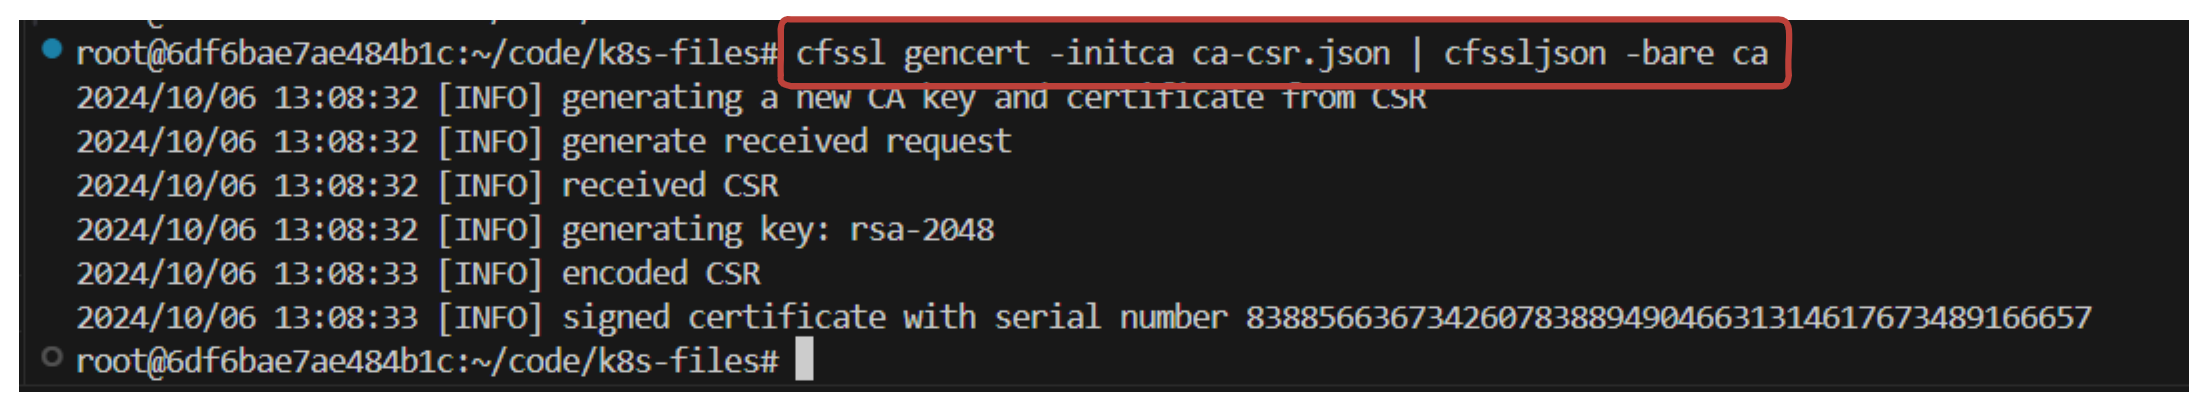 root@6df6bae7ae484b1c:~/code/k8s-files# cfssl gencert -initca ca-csr.json | cfssljson -bare ca
2024/10/06 13:08:32 [INFO] generating a new CA key and certificate from CSR
2024/10/06 13:08:32 [INFO] generate received request
2024/10/06 13:08:32 [INFO] received CSR
2024/10/06 13:08:32 [INFO] generating key: rsa-2048
2024/10/06 13:08:33 [INFO] encoded CSR
2024/10/06 13:08:33 [INFO] signed certificate with serial number 83885663673426078388949046631314617673489166657
root@6df6bae7ae484b1c:~/code/k8s-files#